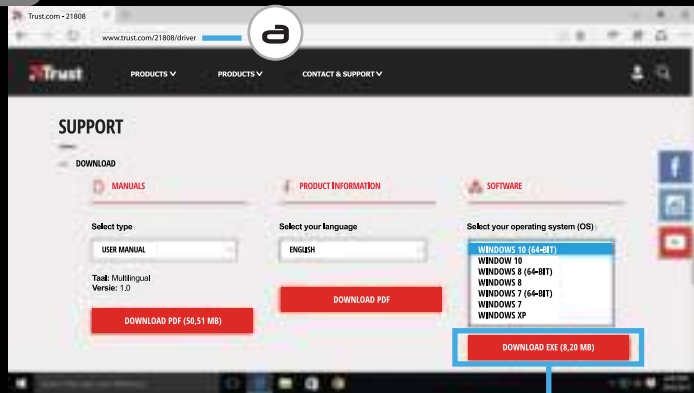 Trust.com - 21808
www.trust.com/21808/driver
a
Trust
PRODUCTS
PRODUCTS
CONTACT & SUPPORT
SUPPORT
DOWNLOAD
MANUALS
PRODUCT INFORMATION
SOFTWARE
Select type
Select your language
Select your operating system (OS)
USER MANUAL
ENGLISH
WINDOWS 10 (64-BIT)
WINDOW 10
WINDOWS 8 (64-BIT)
WINDOWS 8
WINDOWS 7 (64-BIT)
WINDOWS 7
WINDOWS XP
Taal: Multilingual
Versie: 1.0
DOWNLOAD PDF (50,51 MB)
DOWNLOAD PDF
DOWNLOAD EXE (8,20 MB)